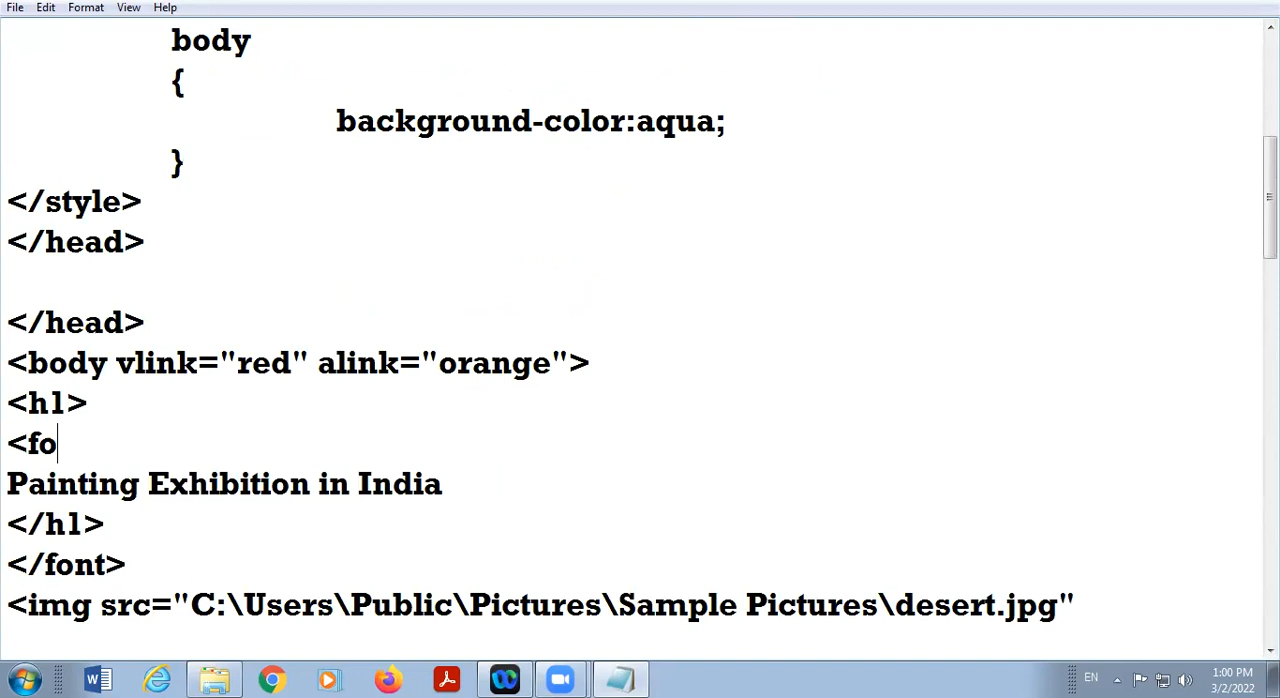 File Edit Format View Help
body
{
background-color:aqua;
}
</style>
</head>
</head>
<body vlink="red" alink="orange">
<h1>
<fo
Painting Exhibition in India
</h1>
</font>
<img src="C:\Users\Public\Pictures\Sample Pictures\desert.jpg"
EN
1:00 PM
3/2/2022